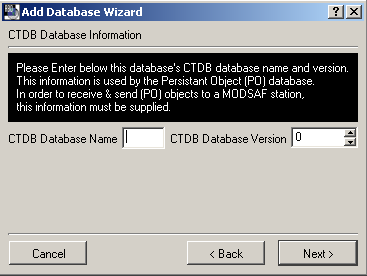 Add Database Wizard
CTDB Database Information
Please Enter below this database's CTDB database name and version.
This information is used by the Persistant Object (PO) database.
In order to receive & send (PO) objects to a MODSAF station,
this information must be supplied.
CTDB Database Name CTDB Database Version 0
Cancel < Back Next >